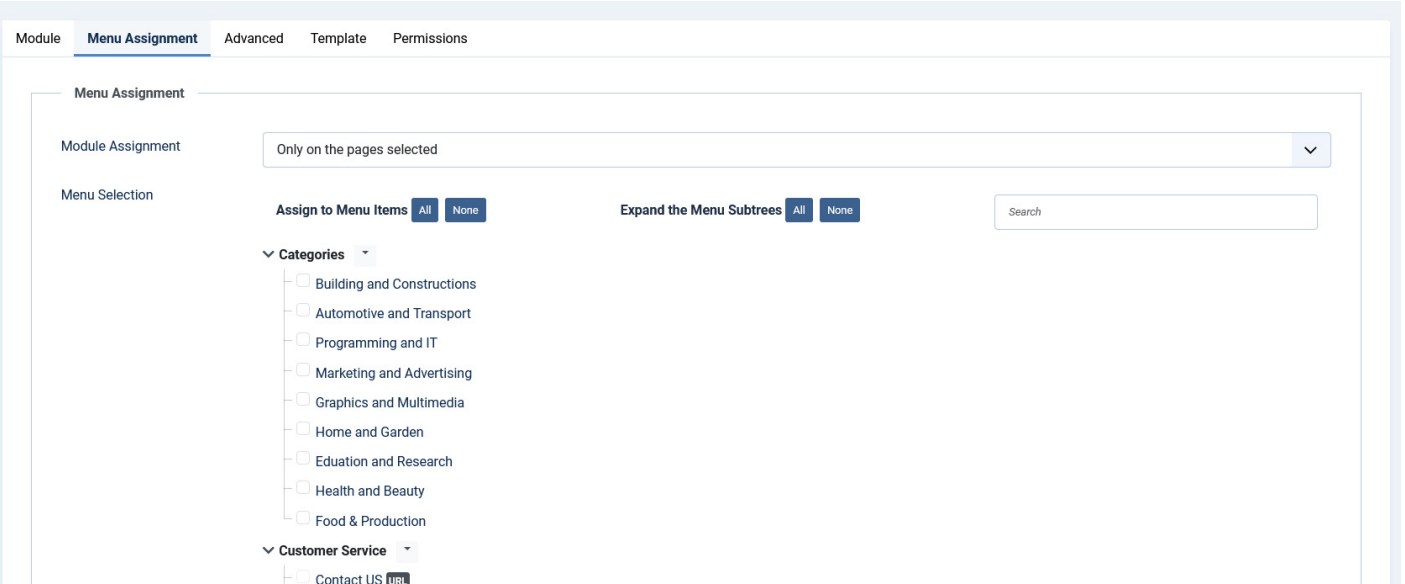 Module Menu Assignment Advanced Template Permissions
Menu Assignment
Module Assignment Only on the pages selected
Menu Selection
Assign to Menu Items All None Expand the Menu Subtrees All None Search
Categories
Building and Constructions
Automotive and Transport
Programming and IT
Marketing and Advertising
Graphics and Multimedia
Home and Garden
Eduation and Research
Health and Beauty
Food & Production
Customer Service
Contact US URL